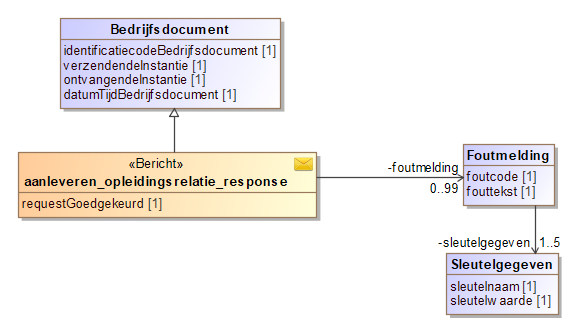 Bedrijfsdocument
identificatiecodeBedrijfsdocument [1]
verzendendeInstantie [1]
ontvangendeInstantie [1]
datumTijdBedrijfsdocument [1]
«Bericht»
aanleveren_opleidingsrelatie_response
requestGoedgekeurd [1]
-foutmelding
0..99
Foutmelding
foutcode [1]
fouttekst [1]
-sleutelgegeven 1..5
Sleutelgegeven
sleutelnaam [1]
sleutelwaarde [1]